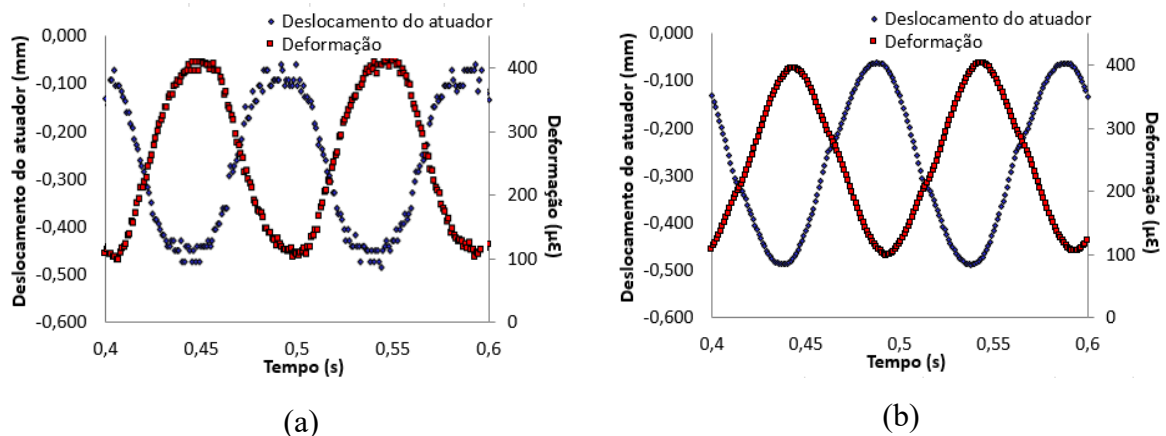 Deslocamento do atuador
Deformação
Deslocamento do atuador (mm)
0,000
-0,100
-0,200
-0,300
-0,400
-0,500
-0,600
400
300
200
100
0
Deformação (µE)
0,4
0,45
0,5
0,55
0,6
Tempo (s)
(a)
Deslocamento do atuador
Deformação
Deslocamento do atuador (mm)
0,000
-0,100
-0,200
-0,300
-0,400
-0,500
-0,600
400
300
200
100
0
Deformação (µE)
0,4
0,45
0,5
0,55
0,6
Tempo (s)
(b)